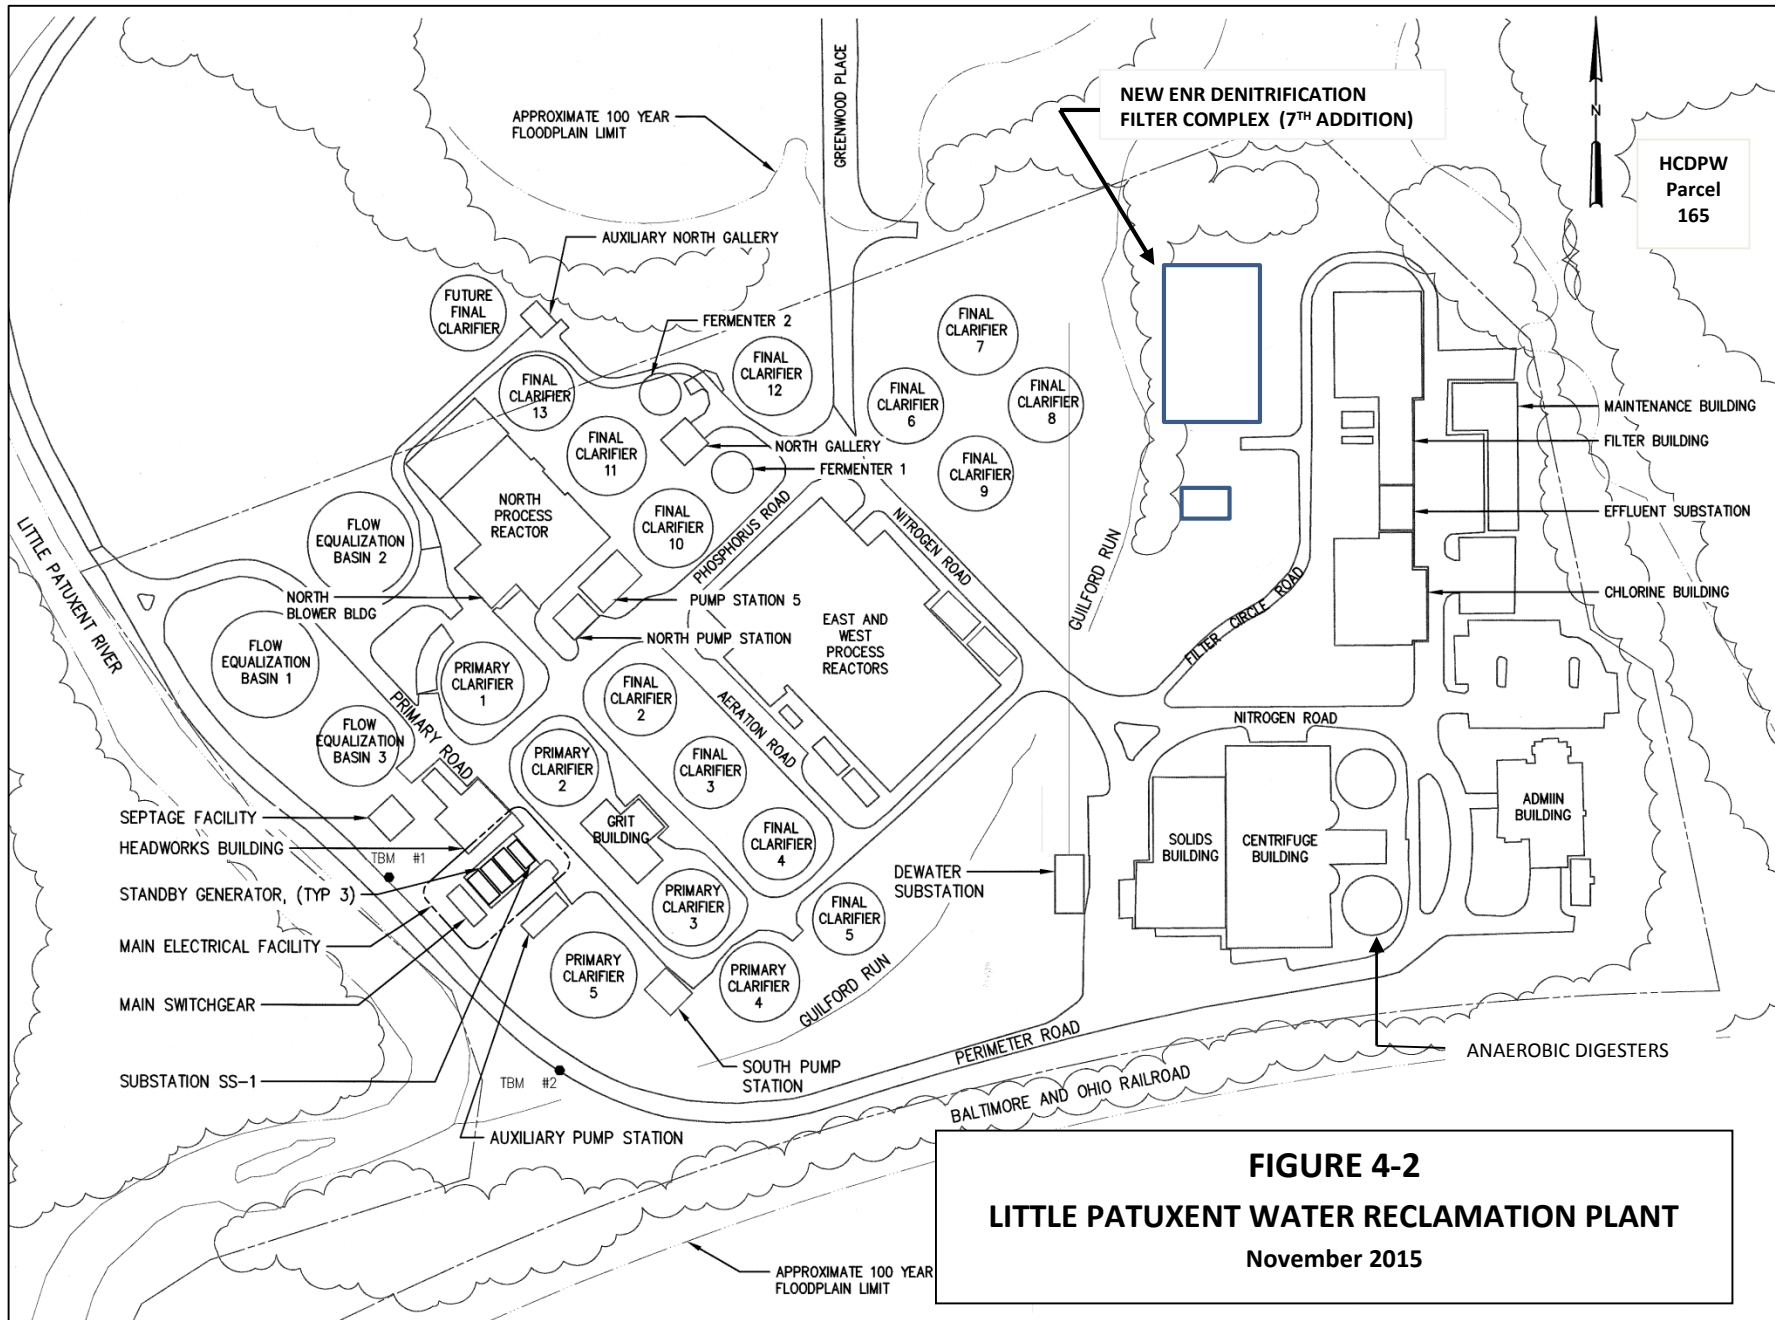 APPROXIMATE 100 YEAR
FLOODPLAIN LIMIT
GREENWOOD PLACE
NEW ENR DENITRIFICATION
FILTER COMPLEX (7TH ADDITION)
N
HCDPW
Parcel
165
AUXILIARY NORTH GALLERY
FUTURE
FINAL
CLARIFIER
FERMENTER 2
FINAL
CLARIFIER
12
FINAL
CLARIFIER
7
FINAL
CLARIFIER
13
FINAL
CLARIFIER
6
FINAL
CLARIFIER
8
MAINTENANCE BUILDING
FINAL
CLARIFIER
11
NORTH GALLERY
FILTER BUILDING
FERMENTER 1
FINAL
CLARIFIER
9
NORTH
PROCESS
REACTOR
FINAL
CLARIFIER
10
PHOSPHORUS ROAD
NITROGEN ROAD
EFFLUENT SUBSTATION
FLOW
EQUALIZATION
BASIN 2
LITTLE PATUXENT RIVER
GUILFORD RUN
NORTH
BLOWER BLDG
PUMP STATION 5
CHLORINE BUILDING
NORTH PUMP STATION
EAST AND
WEST
PROCESS
REACTORS
FILTER CIRCLE ROAD
FLOW
EQUALIZATION
BASIN 1
PRIMARY
CLARIFIER
1
FINAL
CLARIFIER
2
PRIMARY ROAD
AERATION ROAD
NITROGEN ROAD
FLOW
EQUALIZATION
BASIN 3
PRIMARY
CLARIFIER
2
FINAL
CLARIFIER
3
SEPTAGE FACILITY
GRIT
BUILDING
FINAL
CLARIFIER
4
SOLIDS
BUILDING
CENTRIFUGE
BUILDING
ADMIIN
BUILDING
HEADWORKS BUILDING
TBM #1
DEWATER
SUBSTATION
STANDBY GENERATOR, (TYP 3)
PRIMARY
CLARIFIER
3
FINAL
CLARIFIER
5
MAIN ELECTRICAL FACILITY
PRIMARY
CLARIFIER
5
PRIMARY
CLARIFIER
4
GUILFORD RUN
MAIN SWITCHGEAR
PERIMETER ROAD
ANAEROBIC DIGESTERS
SOUTH PUMP
STATION
SUBSTATION SS-1
TBM #2
BALTIMORE AND OHIO RAILROAD
AUXILIARY PUMP STATION
FIGURE 4-2
LITTLE PATUXENT WATER RECLAMATION PLANT
November 2015
APPROXIMATE 100 YEAR
FLOODPLAIN LIMIT